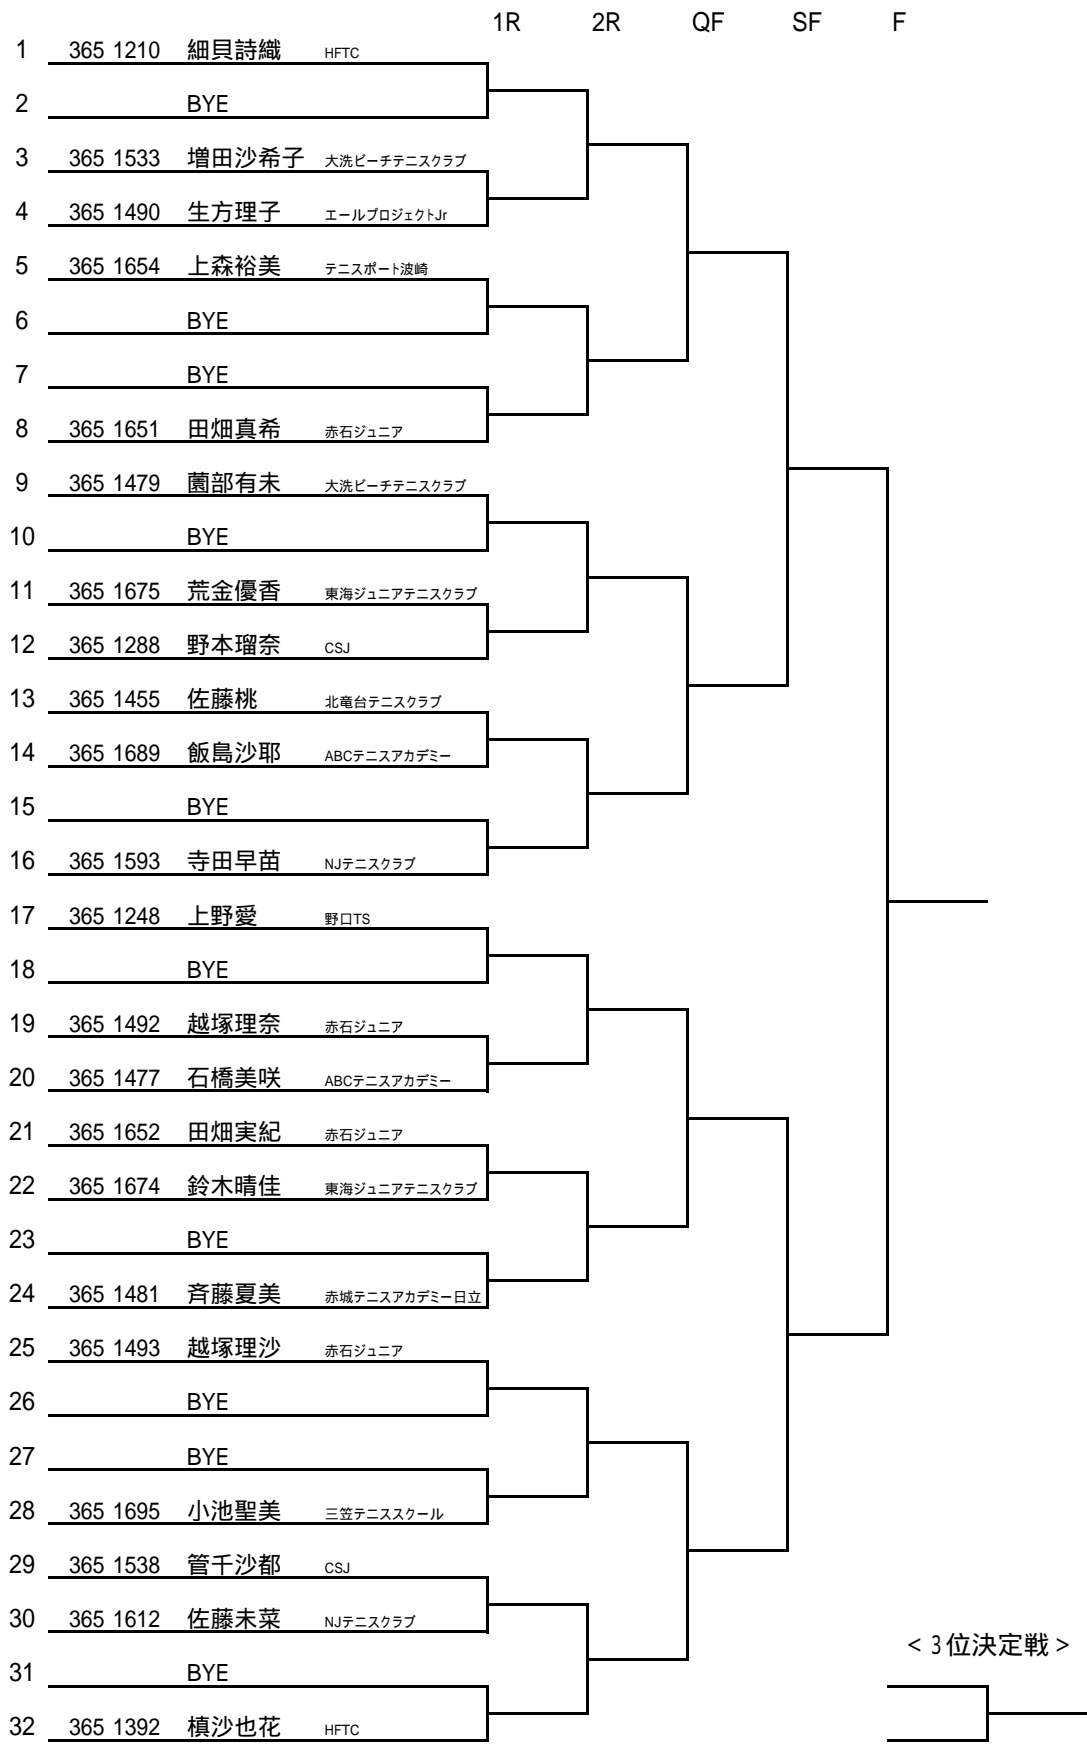 1R 2R QF SF F
1 365 1210 細貝詩織 HFTC
2 BYE
3 365 1533 増田沙希子 大洗ビーチテニスクラブ
4 365 1490 生方理子 エールプロジェクトJr
5 365 1654 上森裕美 テニスポート波崎
6 BYE
7 BYE
8 365 1651 田畑真希 赤石ジュニア
9 365 1479 薗部有未 大洗ビーチテニスクラブ
10 BYE
11 365 1675 荒金優香 東海ジュニアテニスクラブ
12 365 1288 野本瑠奈 CSJ
13 365 1455 佐藤桃 北竜台テニスクラブ
14 365 1689 飯島沙耶 ABCテニスアカデミー
15 BYE
16 365 1593 寺田早苗 NJテニスクラブ
17 365 1248 上野愛 野口TS
18 BYE
19 365 1492 越塚理奈 赤石ジュニア
20 365 1477 石橋美咲 ABCテニスアカデミー
21 365 1652 田畑実紀 赤石ジュニア
22 365 1674 鈴木晴佳 東海ジュニアテニスクラブ
23 BYE
24 365 1481 斉藤夏美 赤城テニスアカデミー日立
25 365 1493 越塚理沙 赤石ジュニア
26 BYE
27 BYE
28 365 1695 小池聖美 三笠テニススクール
29 365 1538 管千沙都 CSJ
30 365 1612 佐藤未菜 NJテニスクラブ
<３位決定戦>
31 BYE
32 365 1392 槙沙也花 HFTC